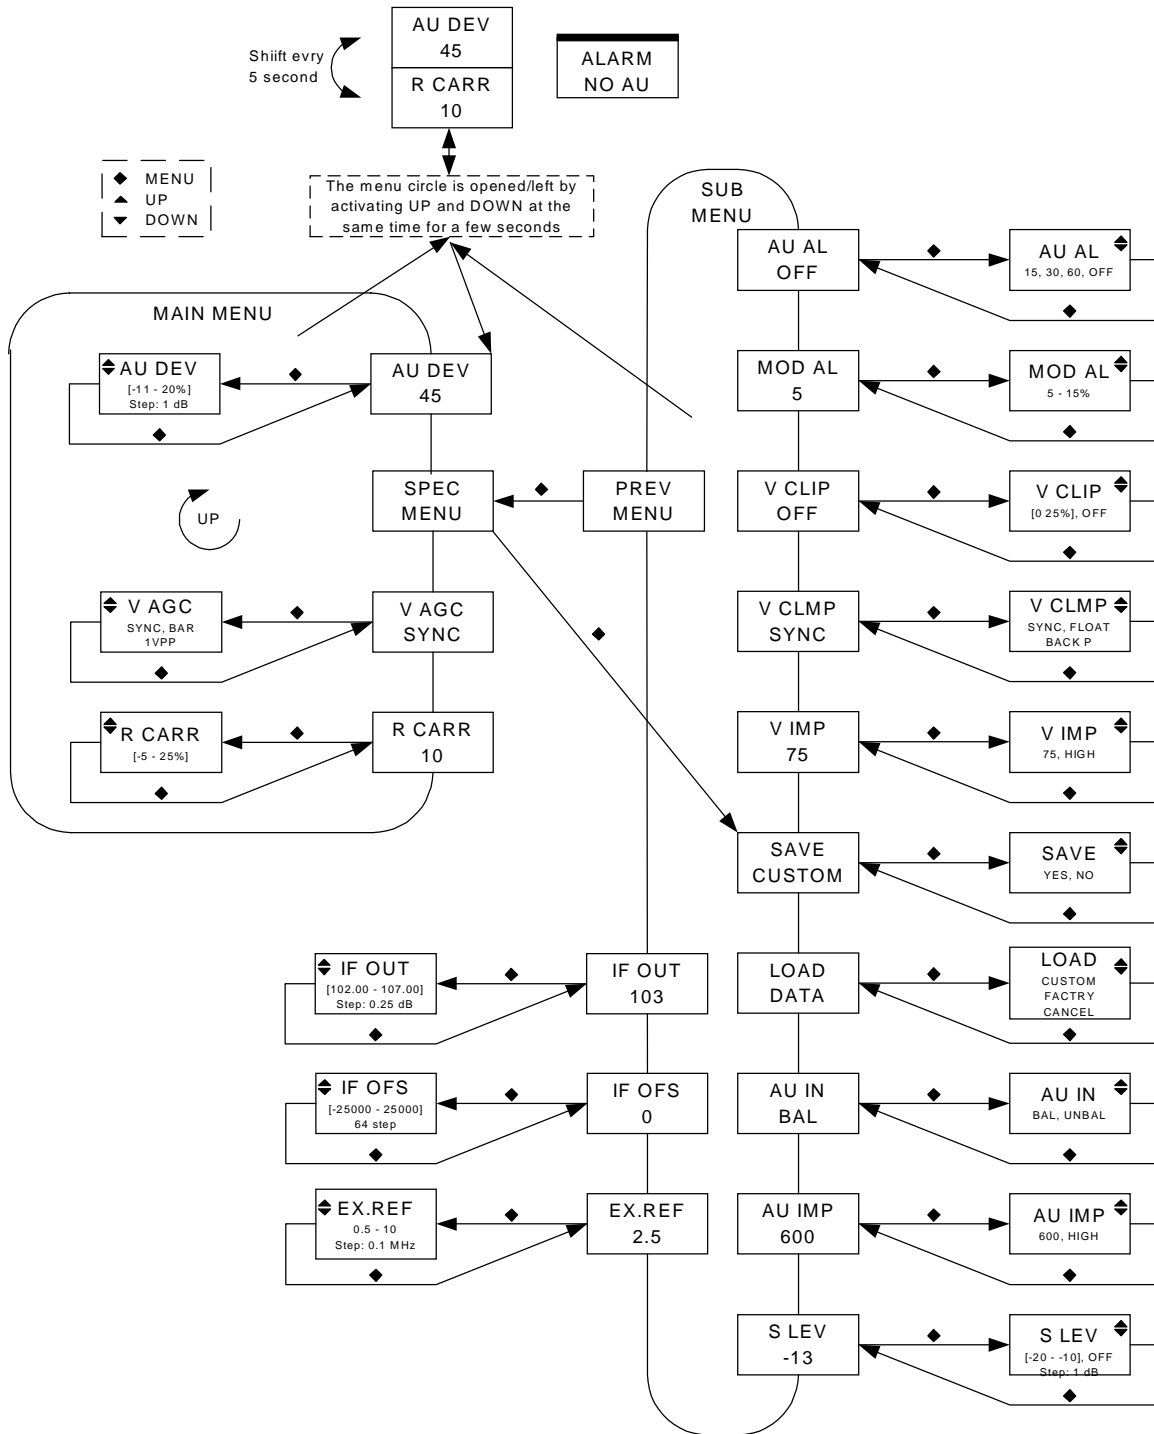 AU DEV
45
Shiift evry
5 second
R CARR
10
ALARM
NO AU
MENU
UP
DOWN
The menu circle is opened/left by
activating UP and DOWN at the
same time for a few seconds
SUB
MENU
MAIN MENU
AU DEV
[-11 - 20%]
Step: 1 dB
AU DEV
45
SPEC
MENU
PREV
MENU
UP
V AGC
SYNC, BAR
1VPP
V AGC
SYNC
R CARR
[-5 - 25%]
R CARR
10
AU AL
OFF
AU AL
15, 30, 60, OFF
MOD AL
5
MOD AL
5 - 15%
V CLIP
OFF
V CLIP
[0 25%], OFF
V CLMP
SYNC
V CLMP
SYNC, FLOAT
BACK P
V IMP
75
V IMP
75, HIGH
SAVE
CUSTOM
SAVE
YES, NO
IF OUT
[102.00 - 107.00]
Step: 0.25 dB
IF OUT
103
LOAD
DATA
LOAD
CUSTOM
FACTRY
CANCEL
IF OFS
[-25000 - 25000]
64 step
IF OFS
0
AU IN
BAL
AU IN
BAL, UNBAL
EX.REF
0.5 - 10
Step: 0.1 MHz
EX.REF
2.5
AU IMP
600
AU IMP
600, HIGH
S LEV
-13
S LEV
[-20 - -10], OFF
Step: 1 dB